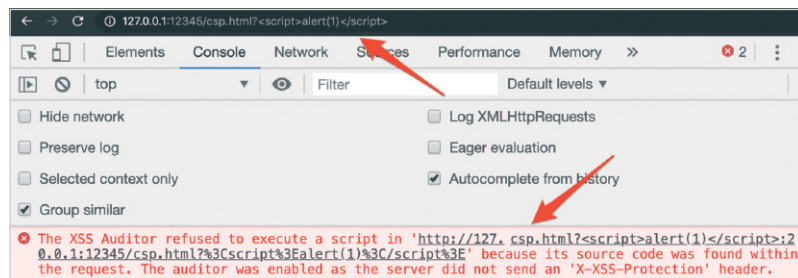 127.0.0.1:12345/csp.html?<script>alert(1)</script>
Elements Console Network Sources Performance Memory » 2
top Filter Default levels ▼
Hide network Log XMLHttpRequests
Preserve log Eager evaluation
Selected context only Autocomplete from history
Group similar
The XSS Auditor refused to execute a script in 'http://127. csp.html?<script>alert(1)</script>:2
0.0.1:12345/csp.html?%3Cscript%3Ealert(1)%3C/script%3E' because its source code was found within
the request. The auditor was enabled as the server did not send an 'X-XSS-Protection' header.